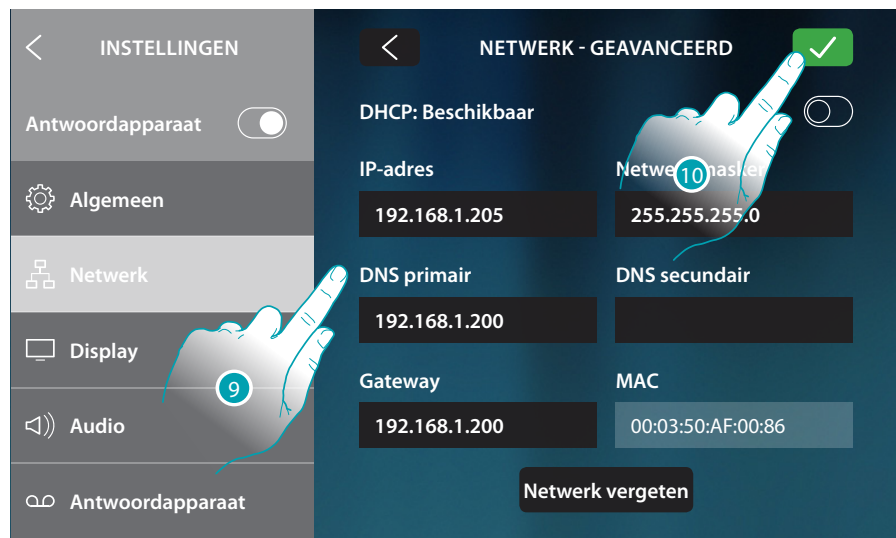 INSTELLINGEN
Antwoordapparaat
Algemeen
Netwerk
Display
Audio
Antwoordapparaat
NETWERK - GEAVANCEERD
DHCP: Beschikbaar
IP-adres
192.168.1.205
Netwerkmasker
255.255.255.0
DNS primair
192.168.1.200
DNS secundair
Gateway
192.168.1.200
MAC
00:03:50:AF:00:86
Netwerk vergeten
9
10